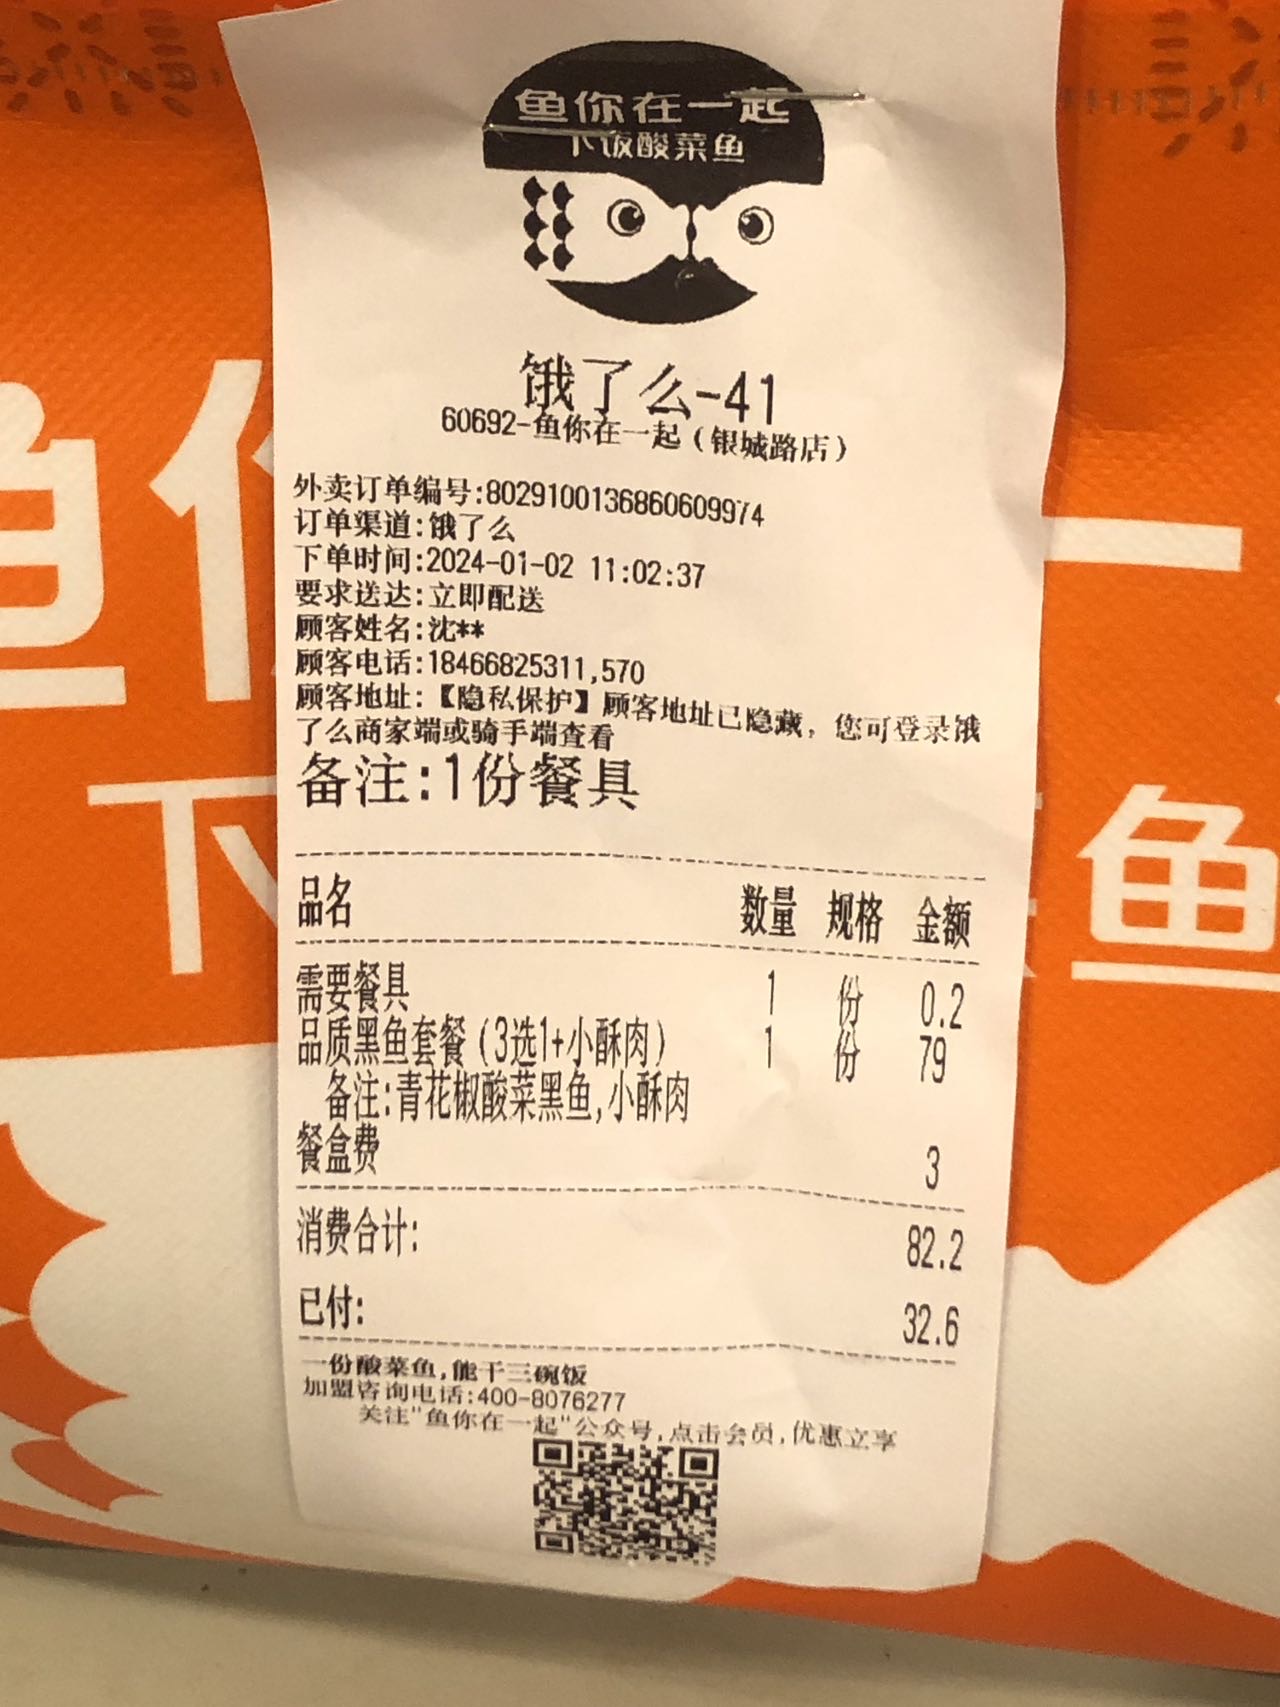 鱼你在一起
下饭酸菜鱼
饿了么-41
60692-鱼你在一起(银城路店)
外卖订单编号:8029100136860609974
订单渠道:饿了么
下单时间:2024-01-02 11:02:37
要求送达:立即配送
顾客姓名:沈**
顾客电话:18466825311,570
顾客地址:【隐私保护】顾客地址已隐藏，您可登录饿
了么商家端或骑手端查看
备注:1份餐具
品名 数量 规格 金额
需要餐具 1 份 0.2
品质黑鱼套餐(3选1+小酥肉) 1 份 79
备注:青花椒酸菜黑鱼,小酥肉
餐盒费 3
消费合计: 82.2
已付: 32.6
一份酸菜鱼,能干三碗饭
加盟咨询电话:400-8076277
关注"鱼你在一起"公众号,点击会员,优惠立享
鱼你 一
下 鱼